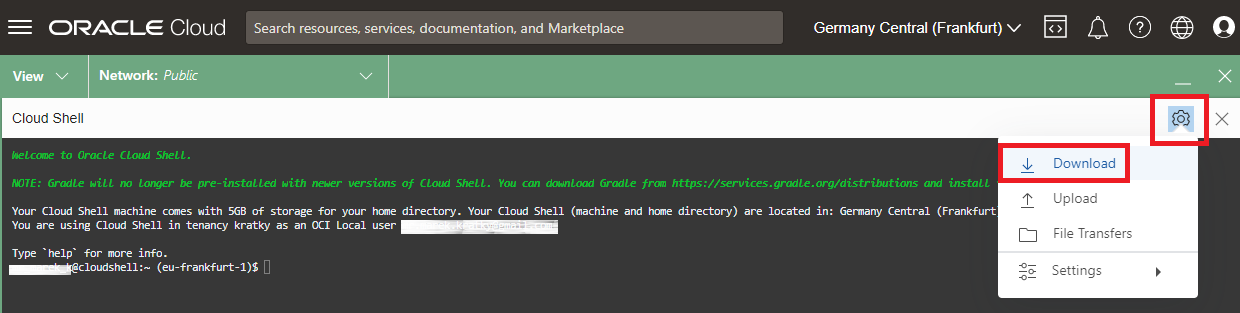 ORACLE Cloud
Search resources, services, documentation, and Marketplace
Germany Central (Frankfurt)
View
Network: Public
Cloud Shell
Welcome to Oracle Cloud Shell.
NOTE: Gradle will no longer be pre-installed with newer versions of Cloud Shell. You can download Gradle from https://services.gradle.org/distributions and install
Your Cloud Shell machine comes with 5GB of storage for your home directory. Your Cloud Shell (machine and home directory) are located in: Germany Central (Frankfurt)
You are using Cloud Shell in tenancy kratky as an OCI Local user
Type `help` for more info.
@cloudshell:~ (eu-frankfurt-1)$
Download
Upload
File Transfers
Settings